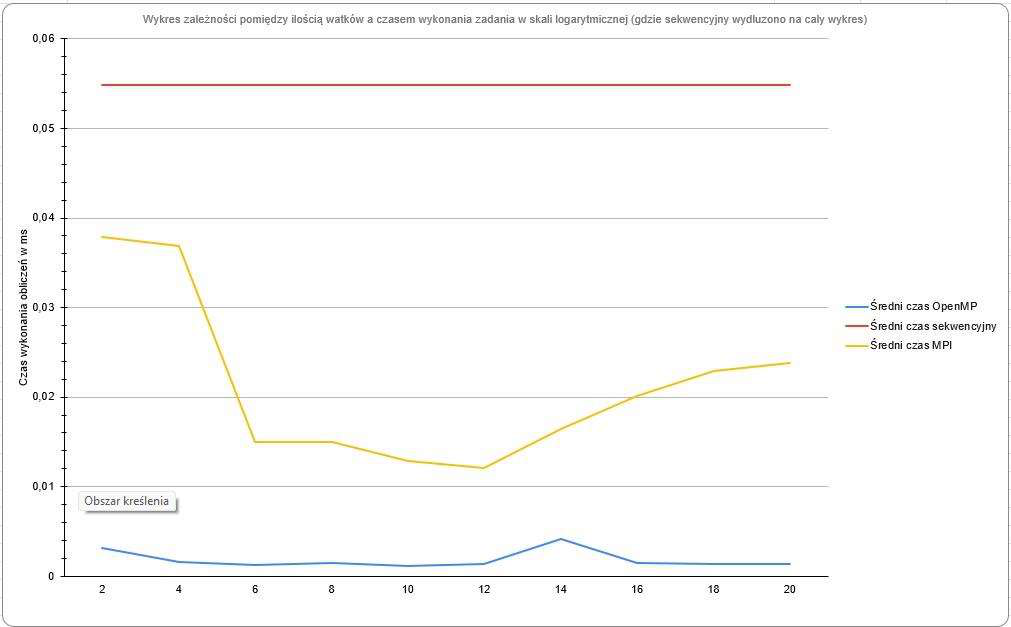 Wykres zależności pomiędzy ilością watków a czasem wykonania zadania w skali logarytmicznej (gdzie sekwencyjny wydluzono na caly wykres)
0,06
0,05
0,04
0,03
0,02
0,01
0
Czas wykonania obliczeń w ms
Obszar kreślenia
2 4 6 8 10 12 14 16 18 20
Średni czas OpenMP
Średni czas sekwencyjny
Średni czas MPI